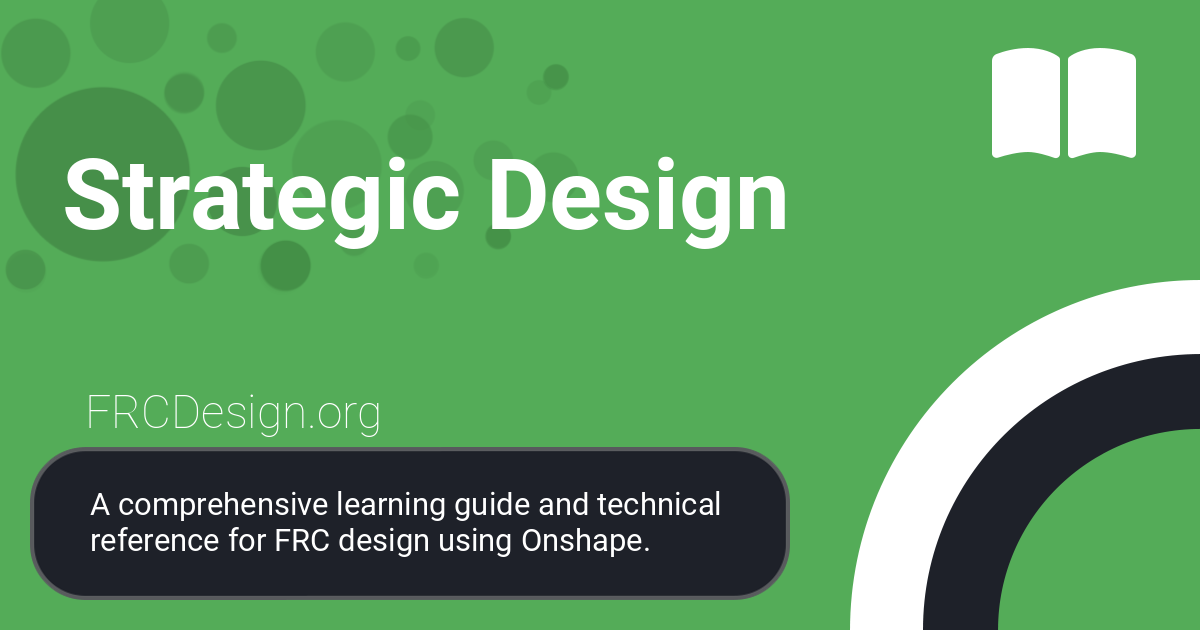 Strategic Design
FRCDesign.org
A comprehensive learning guide and technical
reference for FRC design using Onshape.